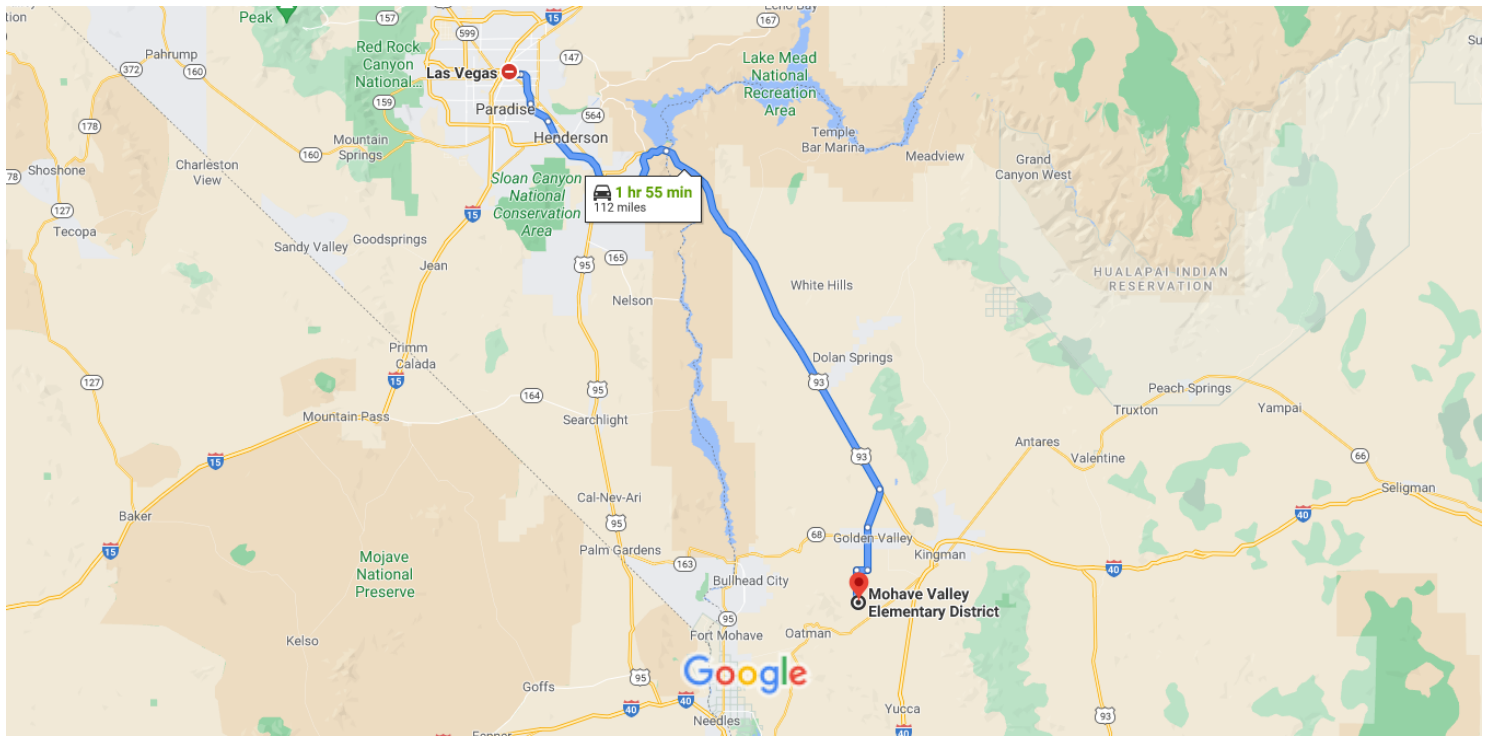 tion
Peak
157
15
Echo Bay
167
599
Red Rock
Canyon
National...
147
Las Vegas
Lake Mead
National
Recreation
Area
Su
Pahrump
372
160
159
Paradise
564
178
Henderson
Temple
Bar Marina
Mountain
Springs
160
Meadview
Charleston
View
Shoshone
78
Grand
Canyon West
Sloan Canyon
National
Conservation
Area
1 hr 55 min
112 miles
127
15
Tecopa
Sandy Valley
Goodsprings
Jean
95
165
HUALAPAI INDIAN
RESERVATION
White Hills
Nelson
Primm
Calada
Dolan Springs
127
15
95
93
164
Peach Springs
Mountain Pass
Searchlight
Truxton
Yampai
Antares
Valentine
93
66
15
Seligman
Cal-Nev-Ari
Baker
95
40
15
68
Golden Valley
Palm Gardens
Kingman
Mojave
National
Preserve
163
40
Bullhead City
Mohave Valley
Elementary District
95
Kelso
Fort Mohave
Oatman
Google
95
Goffs
40
40
Yucca
93
Needles
40
Fenner